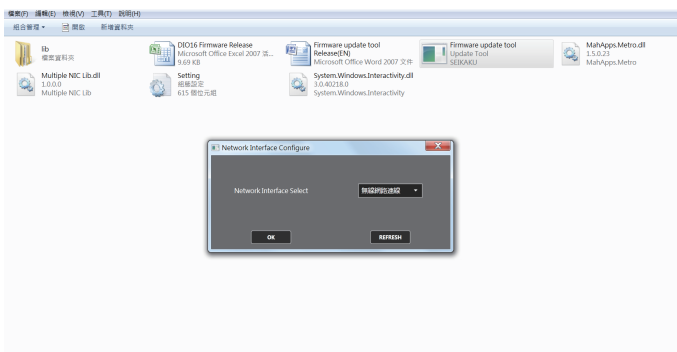 檔案(F) 編輯(E) 檢視(V) 工具(T) 說明(H)
組合管理 開啟 新增資料夾
lib
檔案資料夾
DIO16 Firmware Release
Microsoft Office Excel 2007 活...
9.69 KB
Firmware update tool
Release(EN)
Microsoft Office Word 2007 文件
Firmware update tool
Update Tool
SEIKAKU
MahApps.Metro.dll
1.5.0.23
MahApps.Metro
Multiple NIC Lib.dll
1.0.0.0
Multiple NIC Lib
Setting
組態設定
615 個位元組
System.Windows.Interactivity.dll
3.0.40218.0
System.Windows.Interactivity
Network Interface Configure
Network Interface Select 無線網路連線
OK REFRESH